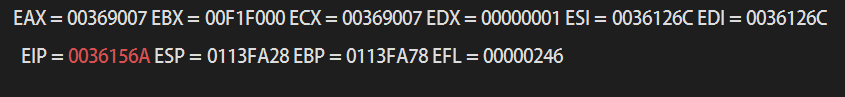 EAX = 00369007 EBX = 00F1F000 ECX = 00369007 EDX = 00000001 ESI = 0036126C EDI = 0036126C
EIP = 0036156A ESP = 0113FA28 EBP = 0113FA78 EFL = 00000246